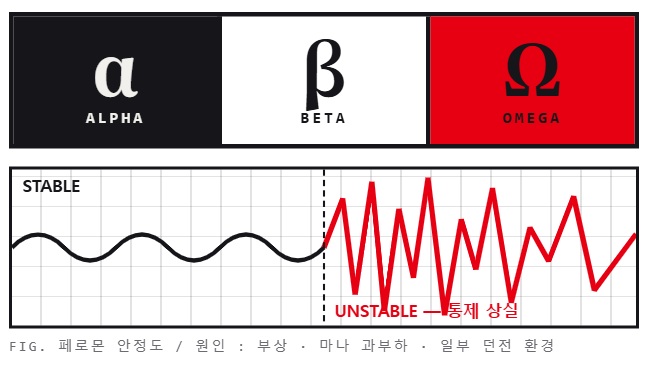 α β Ω
ALPHA BETA OMEGA
STABLE
UNSTABLE — 통제 상실
FIG. 페로몬 안정도 / 원인 : 부상 · 마나 과부하 · 일부 던전 환경